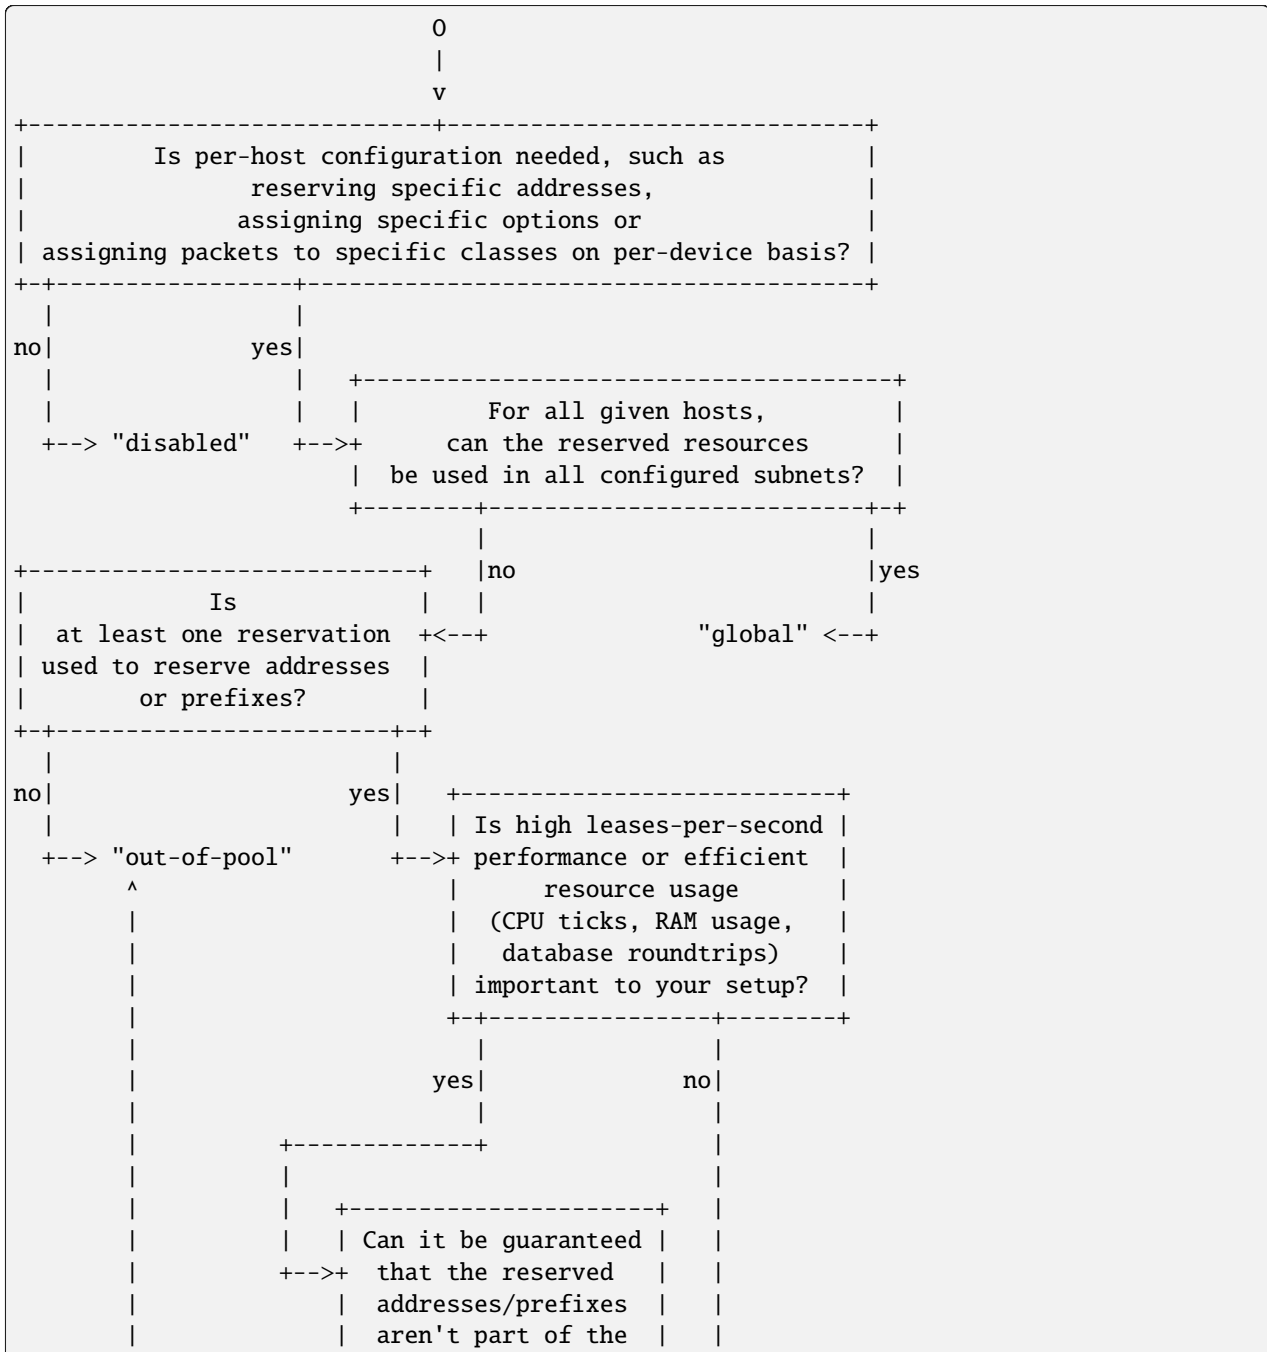 O
                              |
                              v
+-----------------------------+------------------------------+
|         Is per-host configuration needed, such as          |
|                reserving specific addresses,               |
|               assigning specific options or                |
| assigning packets to specific classes on per-device basis? |
+-+-----------------+----------------------------------------+
  |                 |
no|              yes|
  |                 |   +--------------------------------------+
  |                 |   |         For all given hosts,         |
  +--> "disabled"   +-->+      can the reserved resources      |
                        |  be used in all configured subnets?  |
                        +--------+---------------------------+-+
                                 |                           |
+----------------------------+   |no                         |yes
|             Is             |   |                           |
|  at least one reservation  +<--+               "global" <--+
| used to reserve addresses  |
|        or prefixes?        |
+-+------------------------+-+
  |                        |
no|                     yes|   +---------------------------+
  |                        |   | Is high leases-per-second |
  +--> "out-of-pool"       +-->+ performance or efficient  |
        ^                      |      resource usage       |
        |                      |  (CPU ticks, RAM usage,   |
        |                      |   database roundtrips)    |
        |                      | important to your setup?  |
        |                      +-+----------------+--------+
        |                        |                |
        |                     yes|              no|
        |                        |                |
        |          +-------------+                |
        |          |                              |
        |          |   +----------------------+   |
        |          |   | Can it be guaranteed |   |
        |          +-->+  that the reserved   |   |
        |              |  addresses/prefixes  |   |
        |              |  aren't part of the  |   |